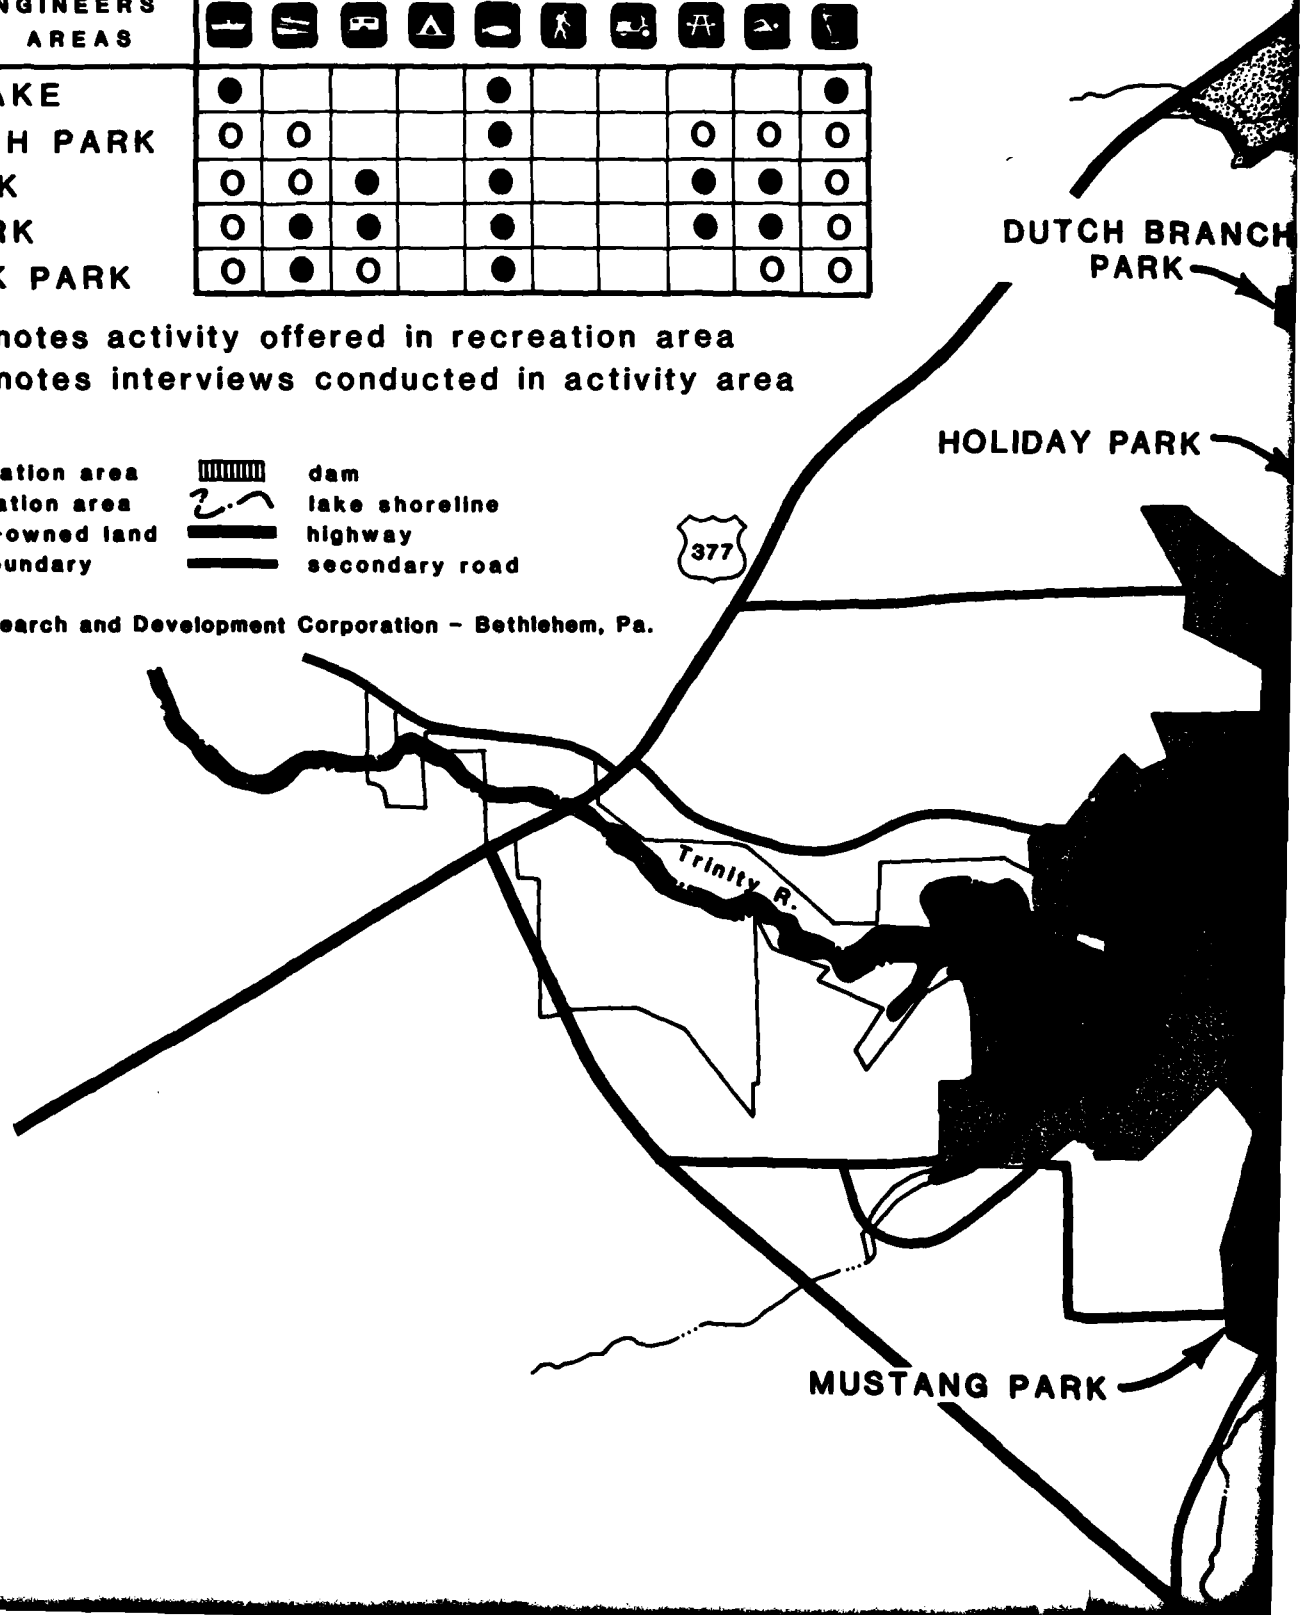 NGINEERS
AREAS
AKE
H PARK
K
RK
K PARK
notes activity offered in recreation area
notes interviews conducted in activity area
ation area dam
ation area lake shoreline
-owned land highway
oundary secondary road
earch and Development Corporation - Bethlehem, Pa.
DUTCH BRANCH
PARK
HOLIDAY PARK
377
Trinity R.
MUSTANG PARK